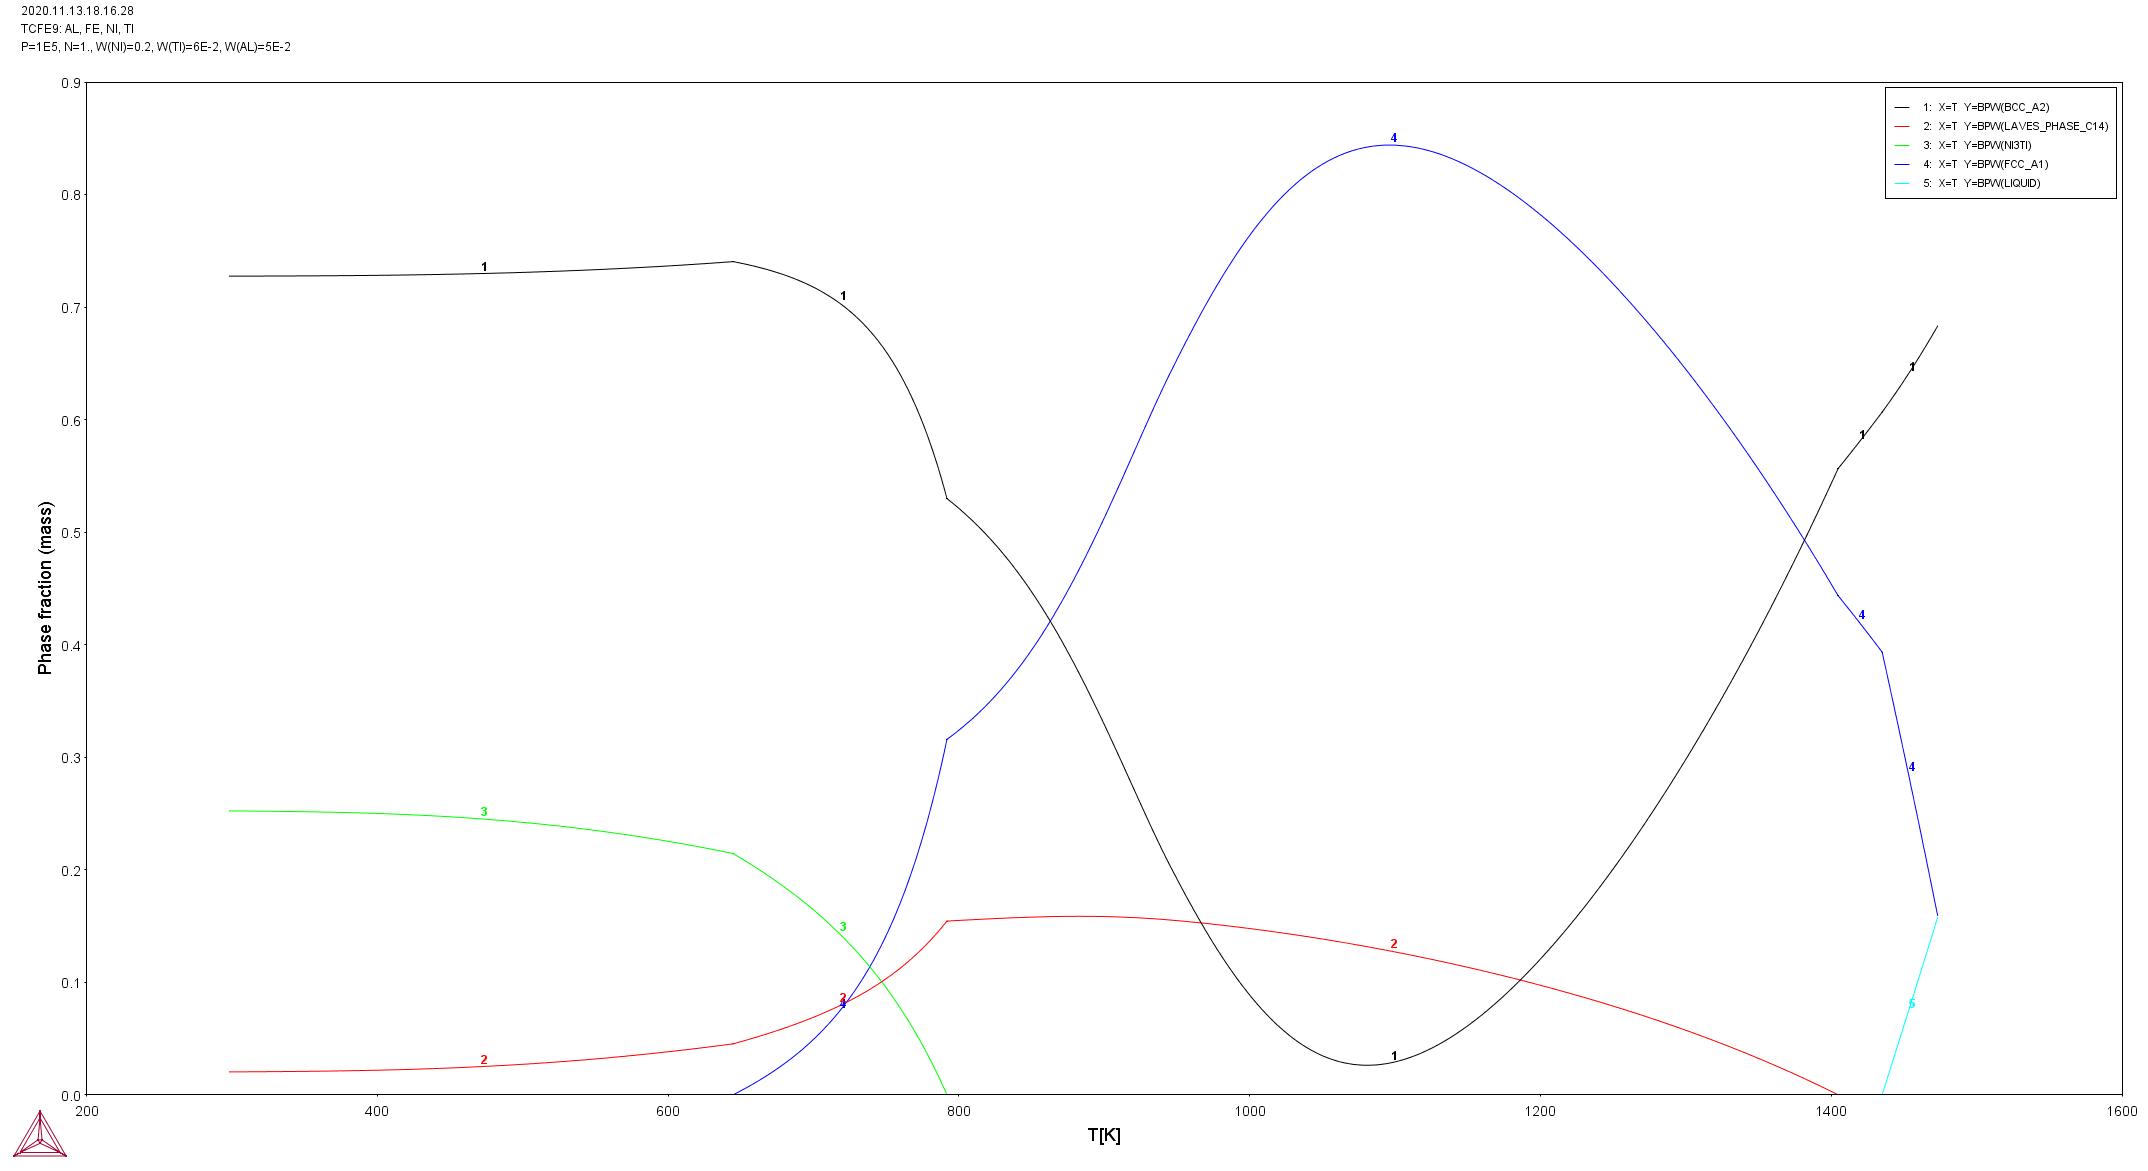 2020.11.13.18.16.28
TCFE9: AL, FE, NI, TI
P=1E5, N=1., W(NI)=0.2, W(TI)=6E-2, W(AL)=5E-2
1: X=T Y=BPW(BCC_A2)
2: X=T Y=BPW(LAVES_PHASE_C14)
3: X=T Y=BPW(NI3TI)
4: X=T Y=BPW(FCC_A1)
5: X=T Y=BPW(LIQUID)
Phase fraction (mass)
0.9
0.8
0.7
0.6
0.5
0.4
0.3
0.2
0.1
0.0
4
1
1
1
1
4
4
3
3
2
2
4
5
2
1
200 400 600 800 1000 1200 1400 1600
T[K]